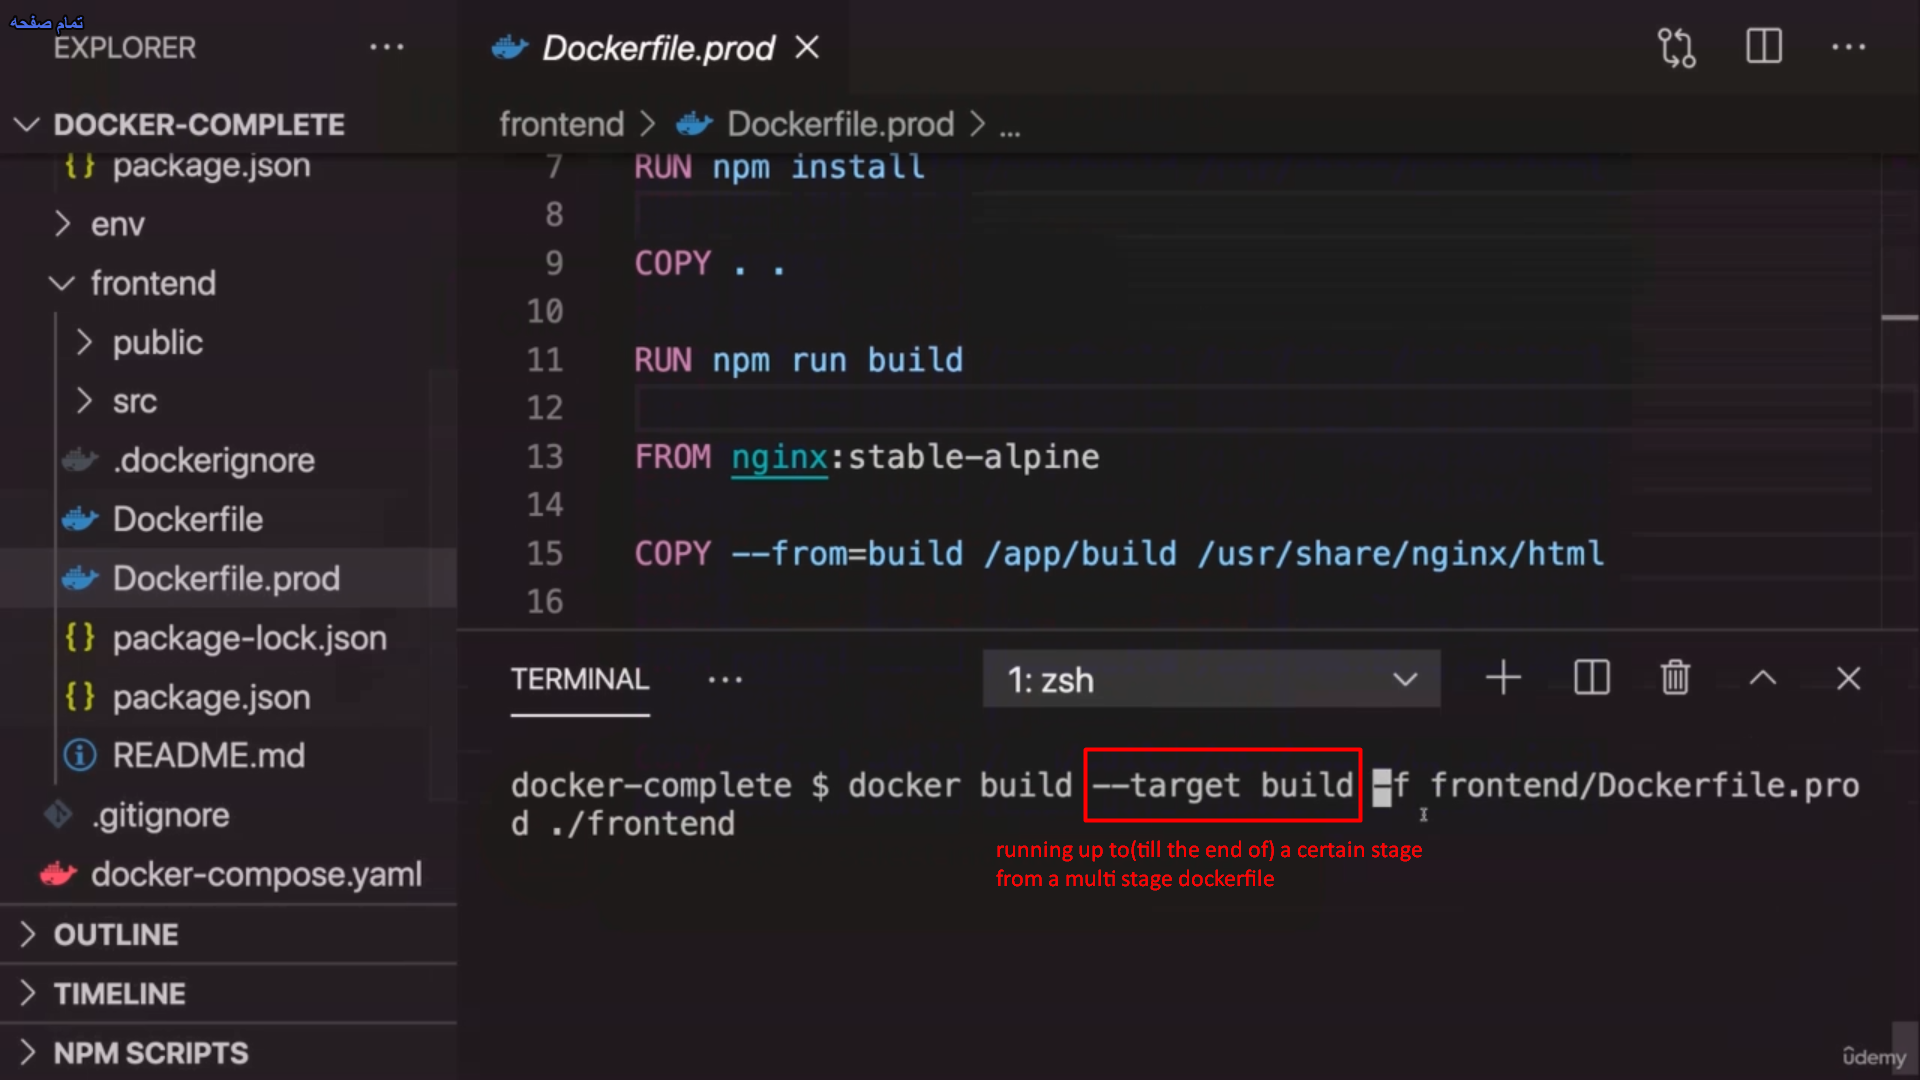 تمام صفحه
EXPLORER
DOCKER-COMPLETE
{} package.json
env
frontend
public
src
.dockerignore
Dockerfile
Dockerfile.prod
{} package-lock.json
{} package.json
README.md
.gitignore
docker-compose.yaml
OUTLINE
TIMELINE
NPM SCRIPTS
Dockerfile.prod
frontend > Dockerfile.prod > ...
7 RUN npm install
8
9 COPY . .
10
11 RUN npm run build
12
13 FROM nginx:stable-alpine
14
15 COPY --from=build /app/build /usr/share/nginx/html
16
TERMINAL
1: zsh
docker-complete $ docker build --target build -f frontend/Dockerfile.pro
d ./frontend
running up to(till the end of) a certain stage
from a multi stage dockerfile
ûdemy